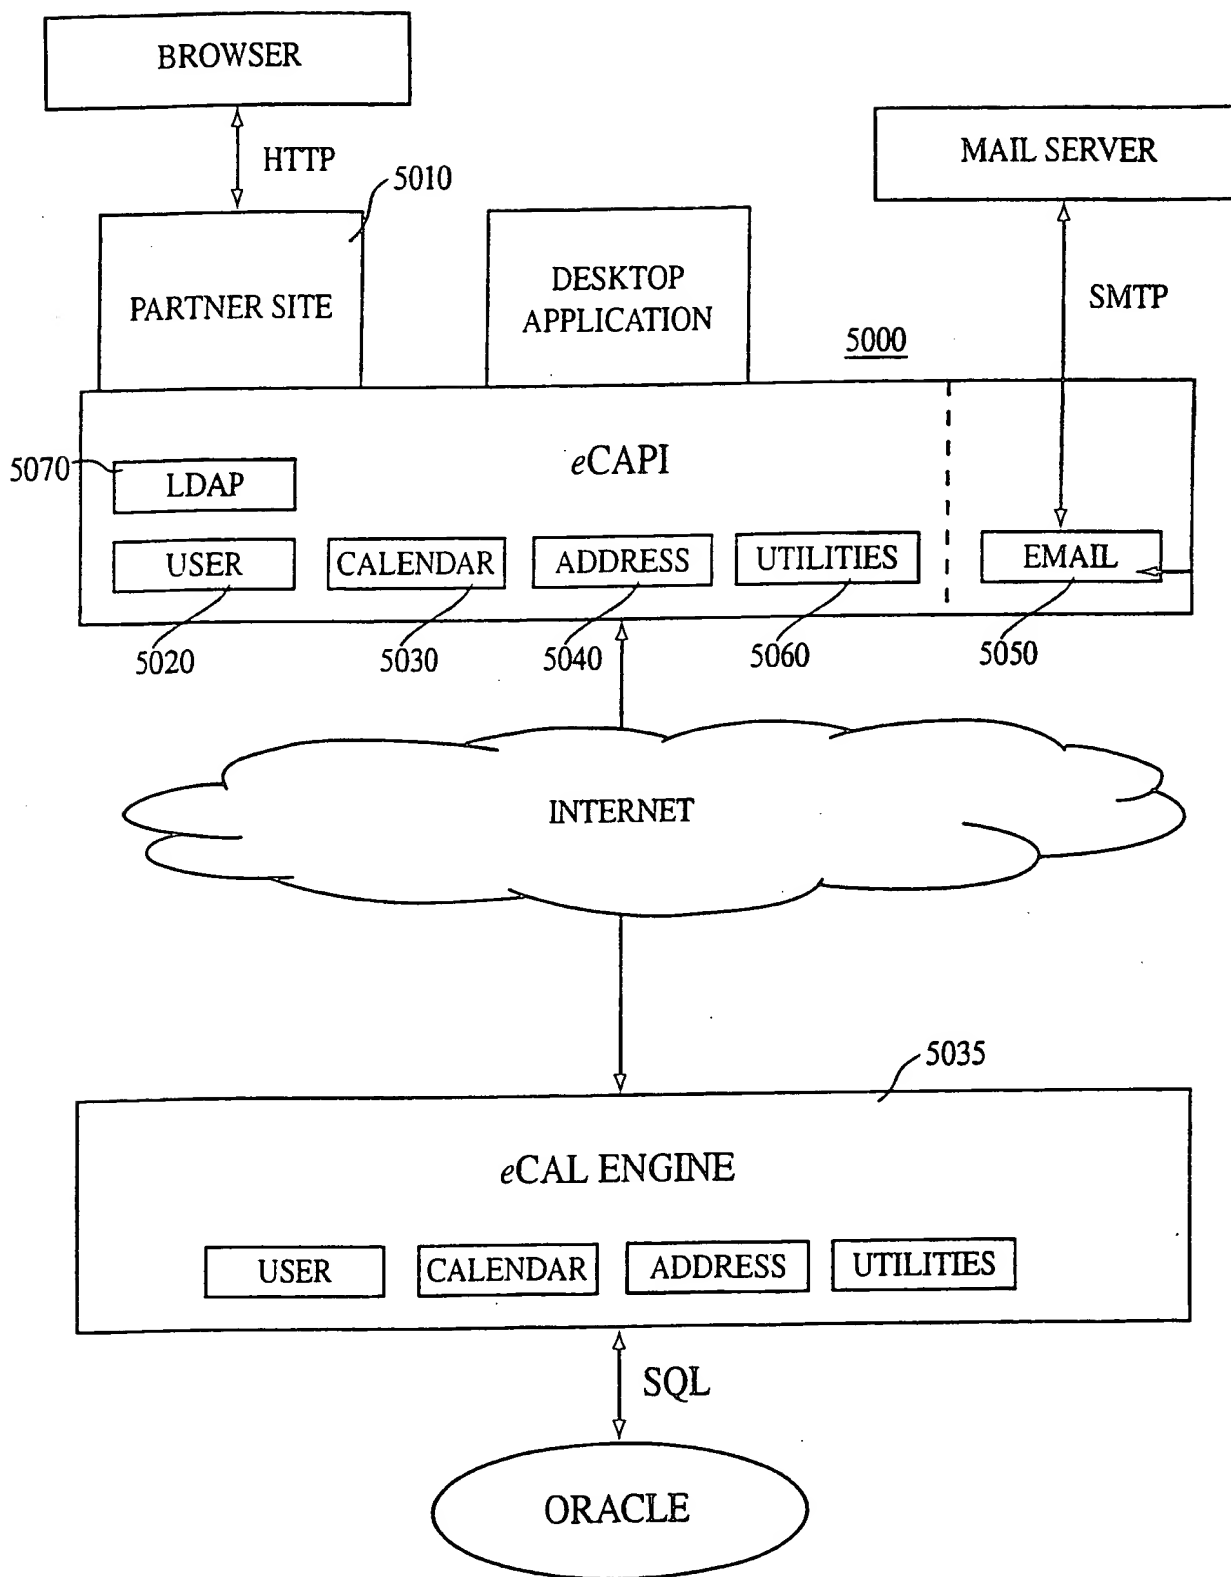 BROWSER
HTTP
MAIL SERVER
5010
PARTNER SITE
DESKTOP
APPLICATION
SMTP
5000
eCAPI
5070
LDAP
USER
CALENDAR
ADDRESS
UTILITIES
EMAIL
5020
5030
5040
5060
5050
INTERNET
5035
eCAL ENGINE
USER
CALENDAR
ADDRESS
UTILITIES
SQL
ORACLE